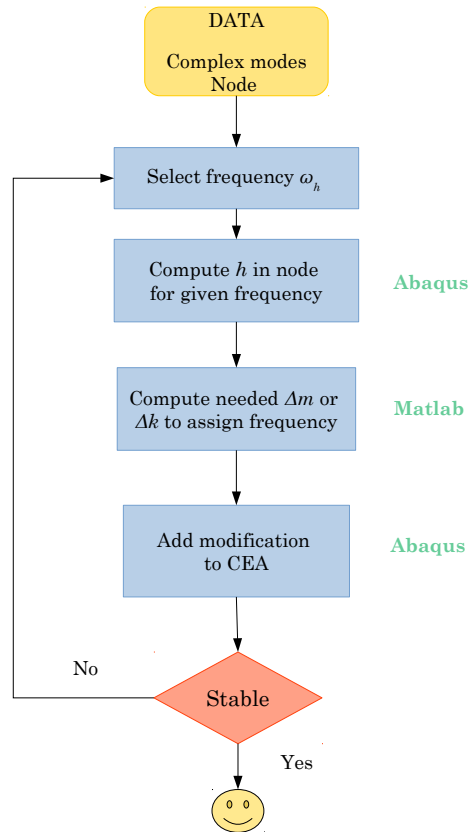 DATA
Complex modes
Node
Select frequency ωₕ
Compute h in node
for given frequency
Abaqus
Compute needed Δm or
Δk to assign frequency
Matlab
Add modification
to CEA
Abaqus
No
Stable
Yes